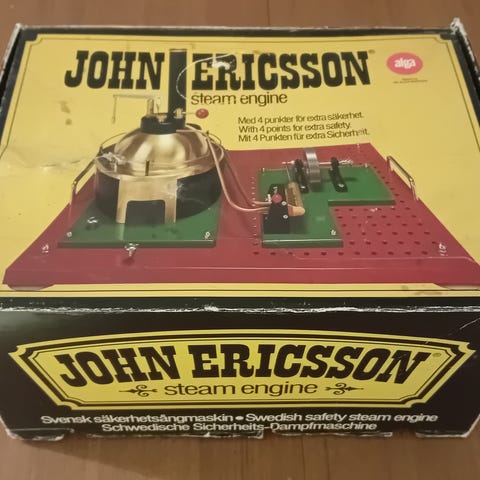 JOHN ERICSSON®
steam engine
alga
Med 4 punkter för extra säkerhet.
With 4 points for extra safety.
Mit 4 Punkten für extra Sicherheit.
JOHN ERICSSON®
steam engine
Svensk säkerhetsångmaskin • Swedish safety steam engine
Schwedische Sicherheits-Dampfmaschine